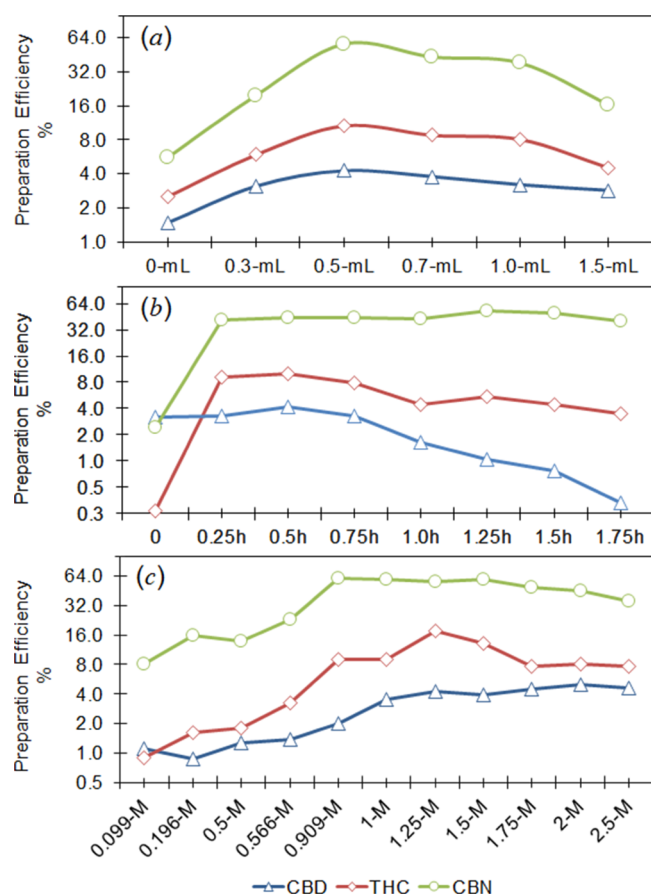 (a)
Preparation Efficiency
%
64.0
32.0
16.0
8.0
4.0
2.0
1.0
0-mL 0.3-mL 0.5-mL 0.7-mL 1.0-mL 1.5-mL
(b)
Preparation Efficiency
%
64.0
32.0
16.0
8.0
4.0
2.0
1.0
0.5
0.3
0 0.25h 0.5h 0.75h 1.0h 1.25h 1.5h 1.75h
(c)
Preparation Efficiency
%
64.0
32.0
16.0
8.0
4.0
2.0
1.0
0.5
0.099-M 0.196-M 0.5-M 0.566-M 0.909-M 1-M 1.25-M 1.5-M 1.75-M 2-M 2.5-M
CBD THC CBN